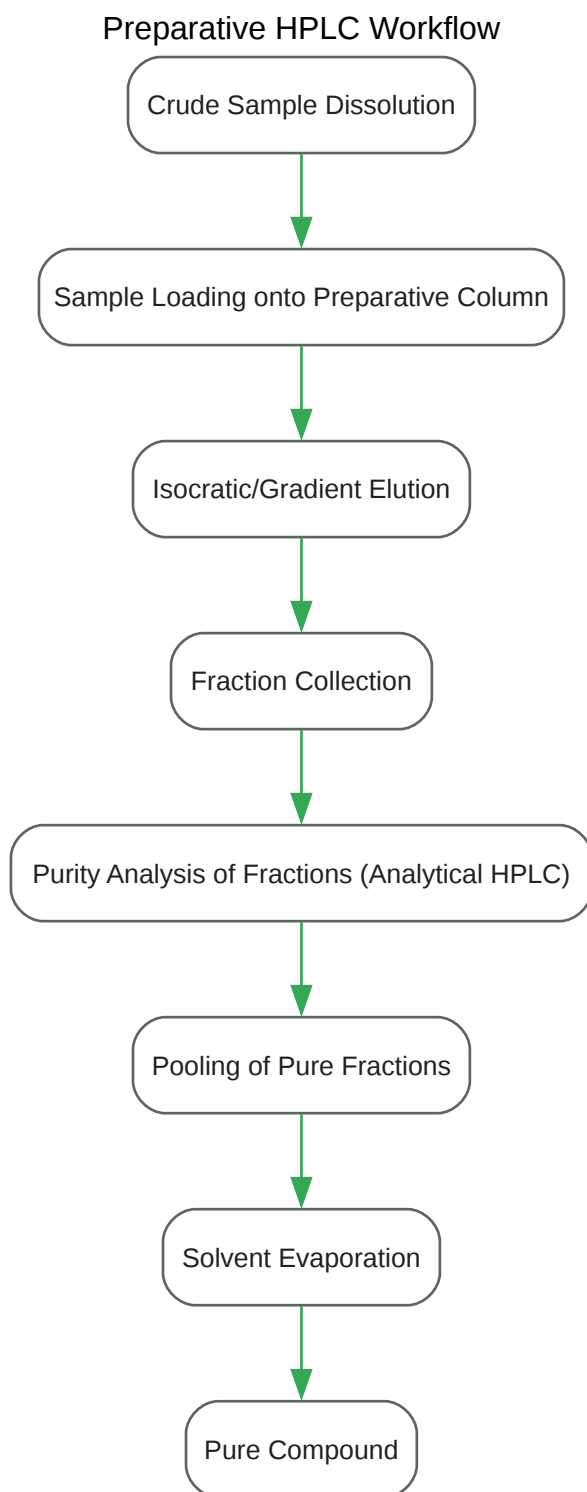 Preparative HPLC Workflow
Crude Sample Dissolution
Sample Loading onto Preparative Column
Isocratic/Gradient Elution
Fraction Collection
Purity Analysis of Fractions (Analytical HPLC)
Pooling of Pure Fractions
Solvent Evaporation
Pure Compound